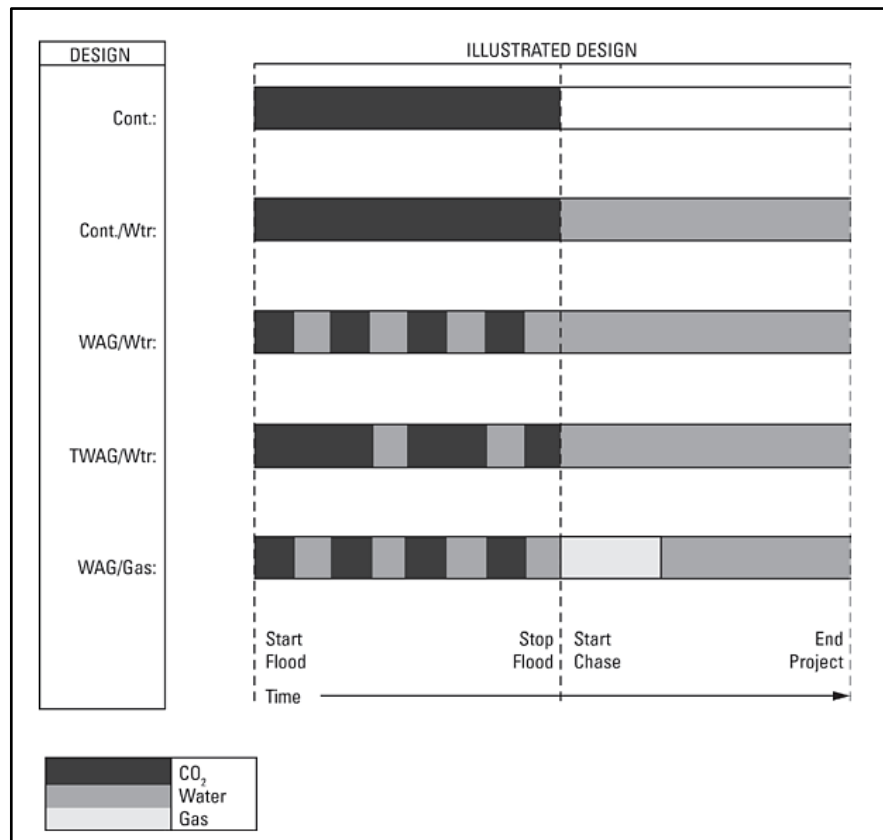 DESIGN
ILLUSTRATED DESIGN
Cont.:
Cont./Wtr:
WAG/Wtr:
TWAG/Wtr:
WAG/Gas:
Start Flood
Stop Flood
Start Chase
End Project
Time
CO₂
Water
Gas